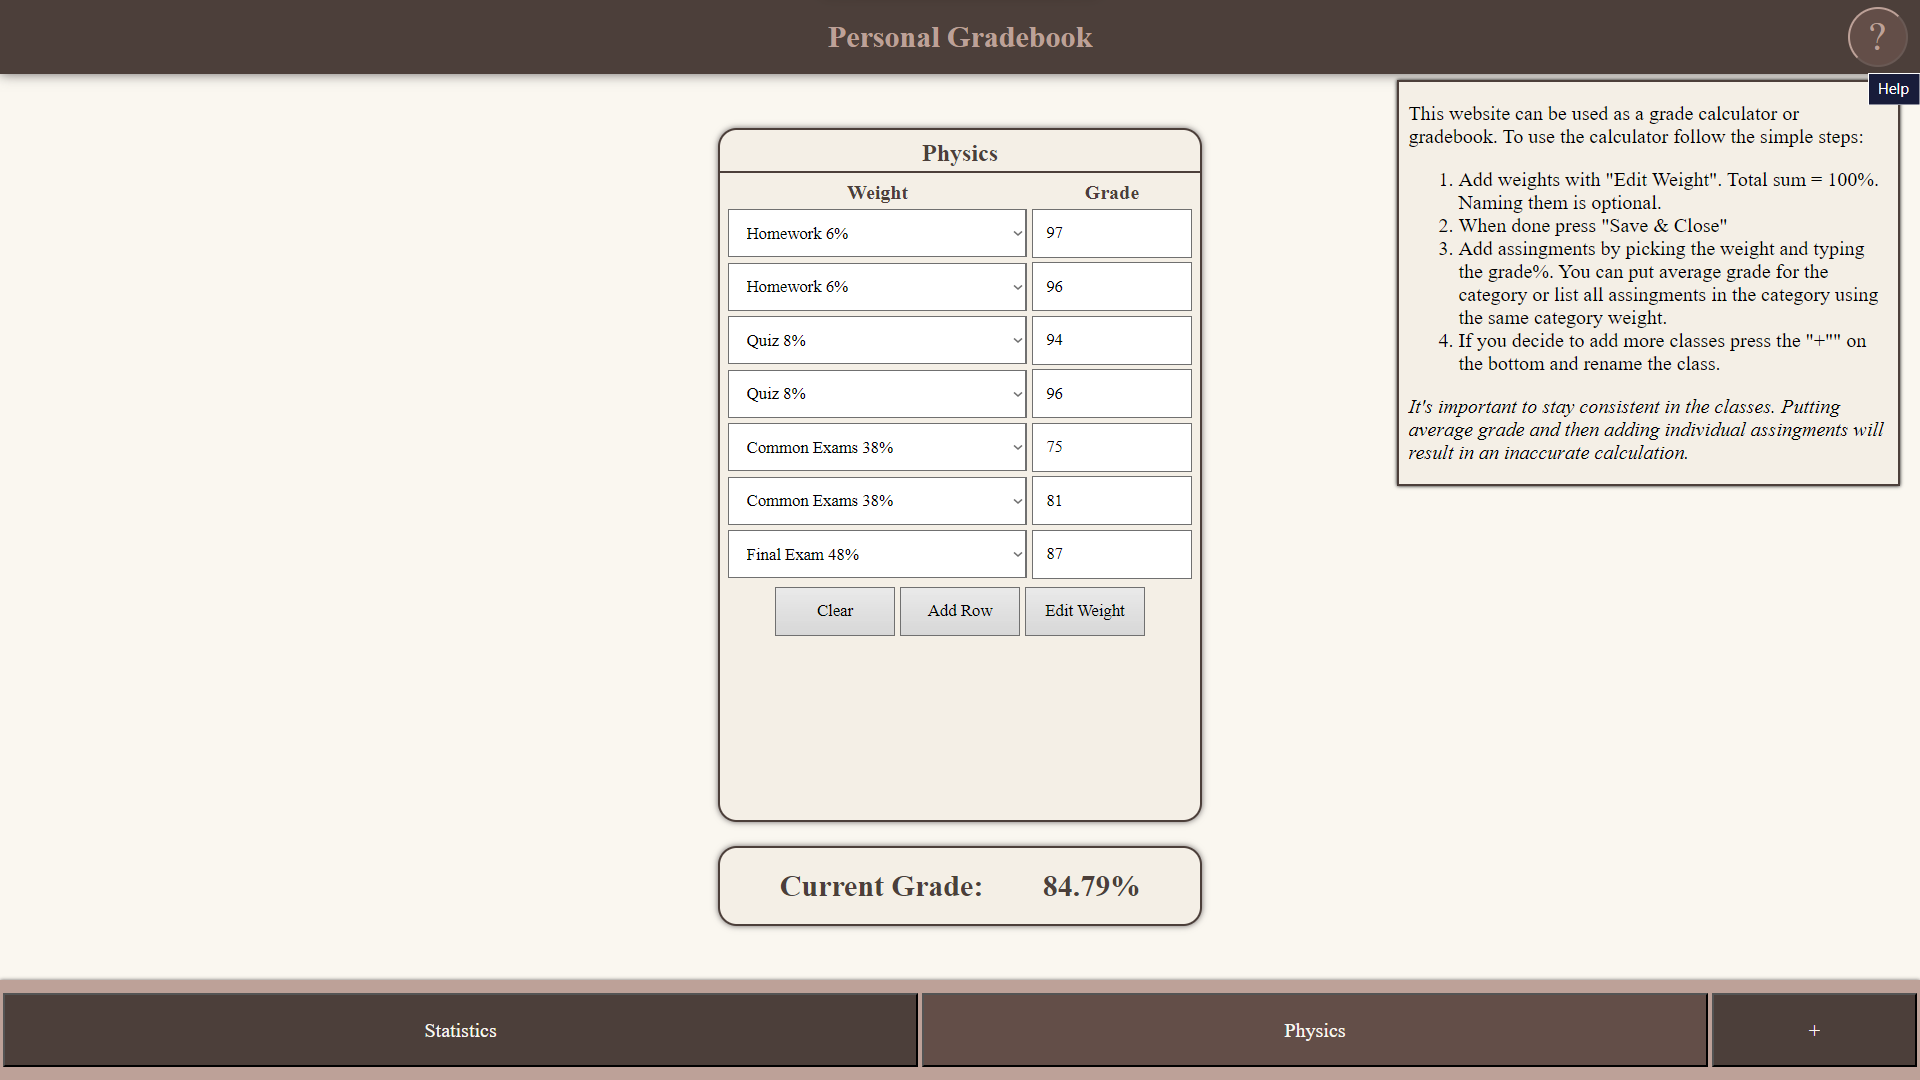 Personal Gradebook
?
Help
This website can be used as a grade calculator or
gradebook. To use the calculator follow the simple steps:
1. Add weights with "Edit Weight". Total sum = 100%.
Naming them is optional.
2. When done press "Save & Close"
3. Add assingments by picking the weight and typing
the grade%. You can put average grade for the
category or list all assingments in the category using
the same category weight.
4. If you decide to add more classes press the "+"" on
the bottom and rename the class.
It's important to stay consistent in the classes. Putting
average grade and then adding individual assingments will
result in an inaccurate calculation.
Physics
Weight Grade
Homework 6% 97
Homework 6% 96
Quiz 8% 94
Quiz 8% 96
Common Exams 38% 75
Common Exams 38% 81
Final Exam 48% 87
Clear Add Row Edit Weight
Current Grade: 84.79%
Statistics Physics +